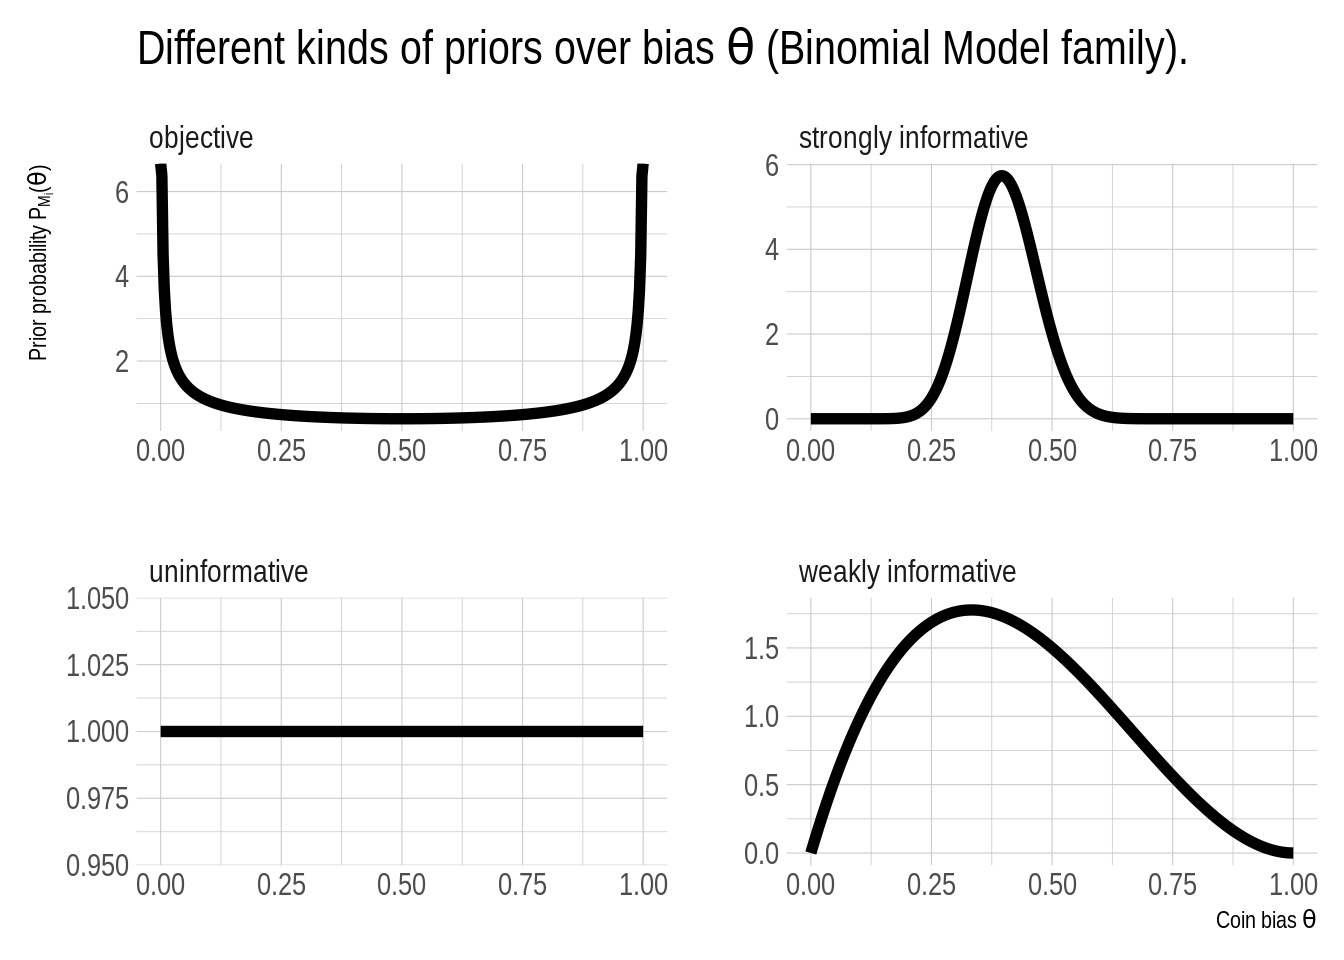 Different kinds of priors over bias θ (Binomial Model family).
objective
Prior probability P_Mi(θ)
6
4
2
0.00 0.25 0.50 0.75 1.00
strongly informative
6
4
2
0
0.00 0.25 0.50 0.75 1.00
uninformative
1.050
1.025
1.000
0.975
0.950
0.00 0.25 0.50 0.75 1.00
weakly informative
1.5
1.0
0.5
0.0
0.00 0.25 0.50 0.75 1.00
Coin bias θ